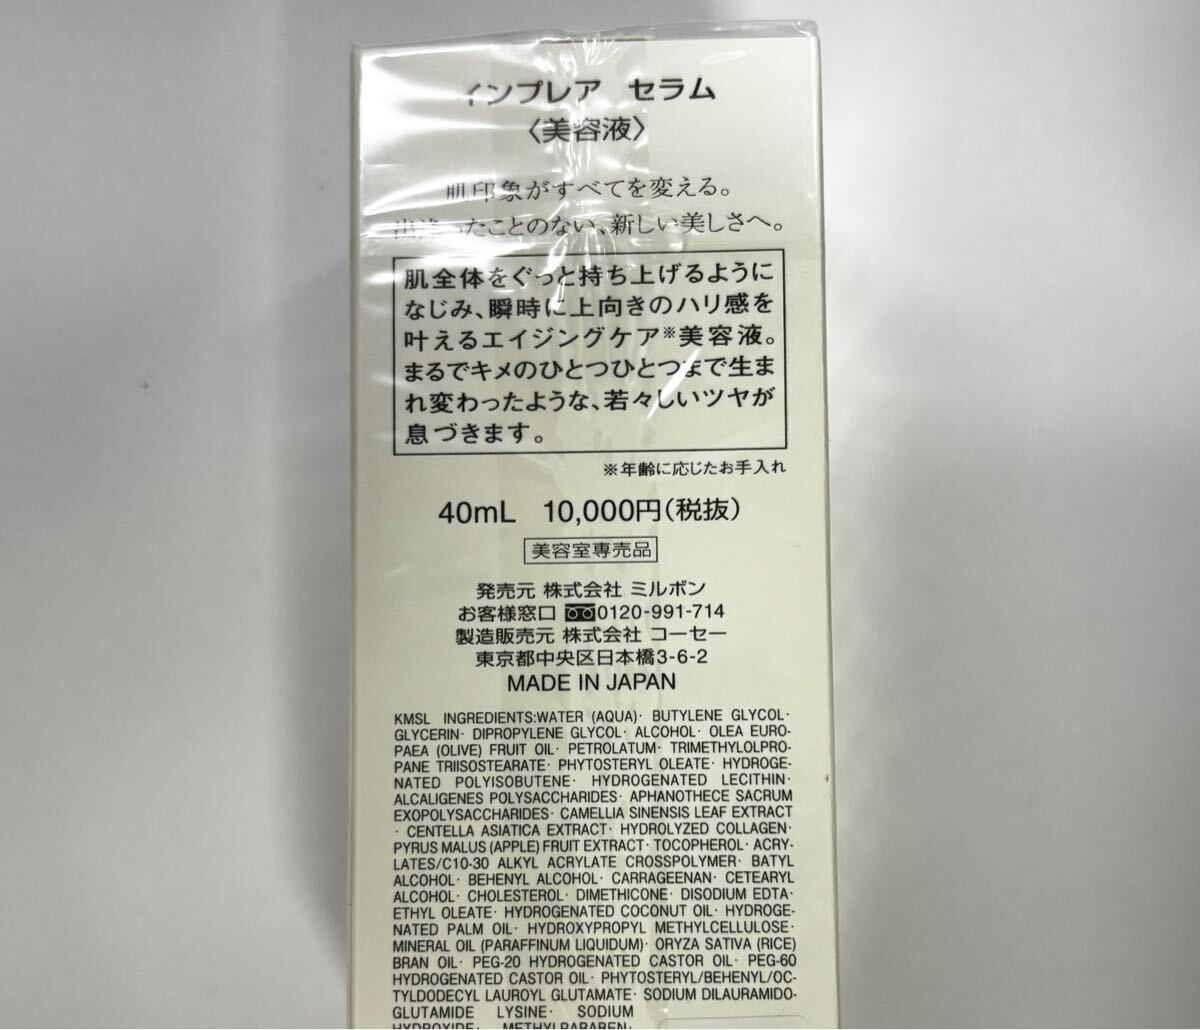 インプレア セラム
〈美容液〉
肌印象がすべてを変える。
出逢ったことのない、新しい美しさへ。
肌全体をぐっと持ち上げるように
なじみ、瞬時に上向きのハリ感を
叶えるエイジングケア※美容液。
まるでキメのひとつひとつまで生ま
れ変わったような、若々しいツヤが
息づきます。
※年齢に応じたお手入れ
40mL 10,000円(税抜)
美容室専売品
発売元 株式会社 ミルボン
お客様窓口 0120-991-714
製造販売元 株式会社 コーセー
東京都中央区日本橋3-6-2
MADE IN JAPAN
KMSL INGREDIENTS:WATER (AQUA)· BUTYLENE GLYCOL·
GLYCERIN· DIPROPYLENE GLYCOL· ALCOHOL· OLEA EURO-
PAEA (OLIVE) FRUIT OIL· PETROLATUM· TRIMETHYLOLPRO-
PANE TRIISOSTEARATE· PHYTOSTERYL OLEATE· HYDROGE-
NATED POLYISOBUTENE· HYDROGENATED LECITHIN·
ALCALIGENES POLYSACCHARIDES· APHANOTHECE SACRUM
EXOPOLYSACCHARIDES· CAMELLIA SINENSIS LEAF EXTRACT
· CENTELLA ASIATICA EXTRACT· HYDROLYZED COLLAGEN·
PYRUS MALUS (APPLE) FRUIT EXTRACT· TOCOPHEROL· ACRY-
LATES/C10-30 ALKYL ACRYLATE CROSSPOLYMER· BATYL
ALCOHOL· BEHENYL ALCOHOL· CARRAGEENAN· CETEARYL
ALCOHOL· CHOLESTEROL· DIMETHICONE· DISODIUM EDTA·
ETHYL OLEATE· HYDROGENATED COCONUT OIL· HYDROGE-
NATED PALM OIL· HYDROXYPROPYL METHYLCELLULOSE·
MINERAL OIL (PARAFFINUM LIQUIDUM)· ORYZA SATIVA (RICE)
BRAN OIL· PEG-20 HYDROGENATED CASTOR OIL· PEG-60
HYDROGENATED CASTOR OIL· PHYTOSTERYL/BEHENYL/OC-
TYLDODECYL LAUROYL GLUTAMATE· SODIUM DILAURAMIDO-
GLUTAMIDE LYSINE· SODIUM
HYDROXIDE· METHYLPARABEN·